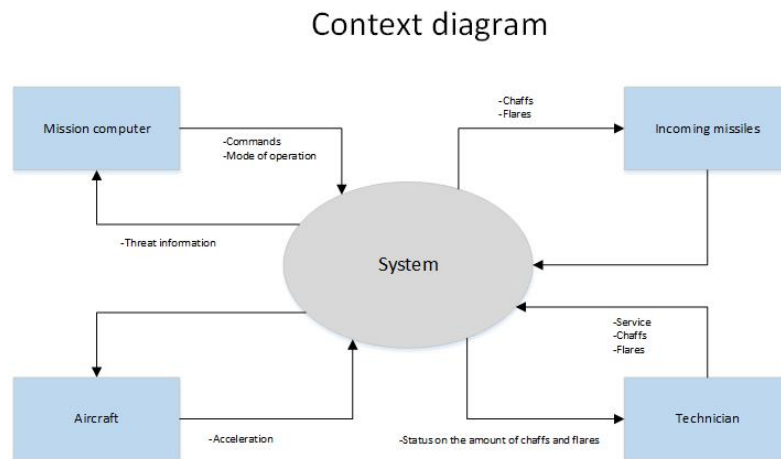 Context diagram
Mission computer
-Commands
-Mode of operation
-Chaffs
-Flares
Incoming missiles
-Threat information
System
-Service
-Chaffs
-Flares
Aircraft
-Acceleration
-Status on the amount of chaffs and flares
Technician